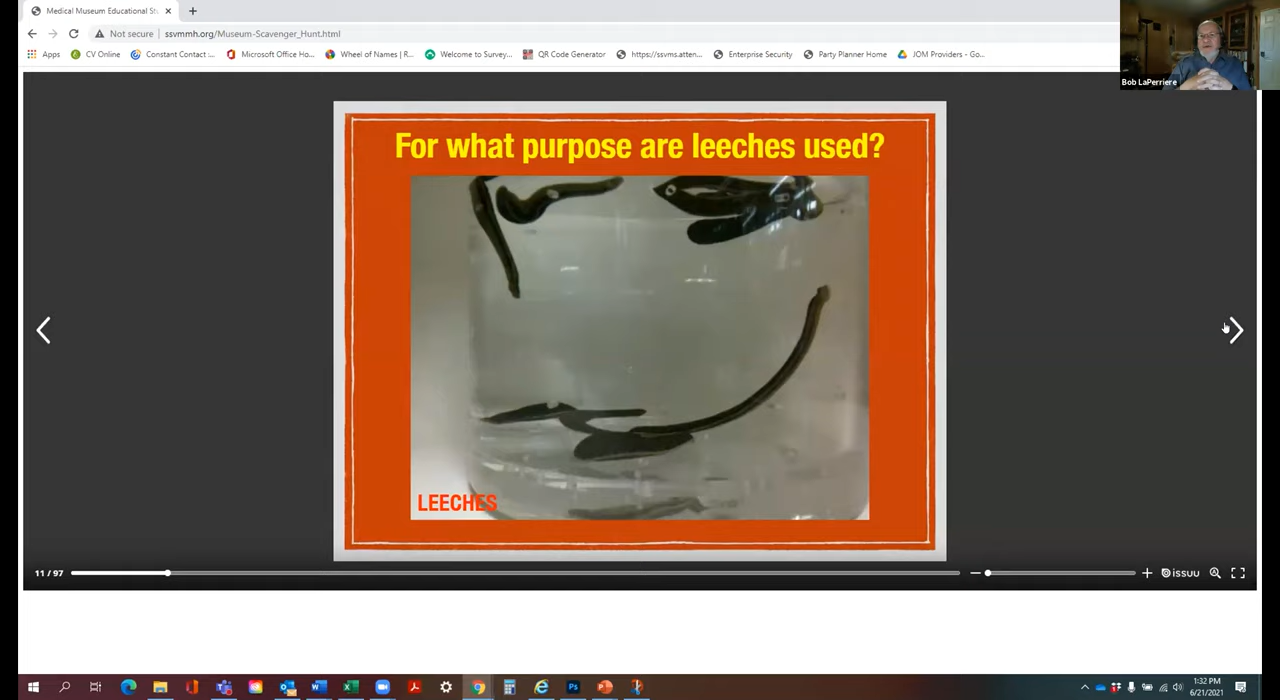 Medical Museum Educational St
Not secure
ssvmmh.org/Museum-Scavenger_Hunt.html
Apps
CV Online
Constant Contact :...
Microsoft Office Ho...
Wheel of Names | R...
Welcome to Survey...
QR Code Generator
https://ssvms.atten...
Enterprise Security
Party Planner Home
JOM Providers - Go...
Bob LaPerriere
For what purpose are leeches used?
LEECHES
11 / 97
issuu
1:32 PM
6/21/2021